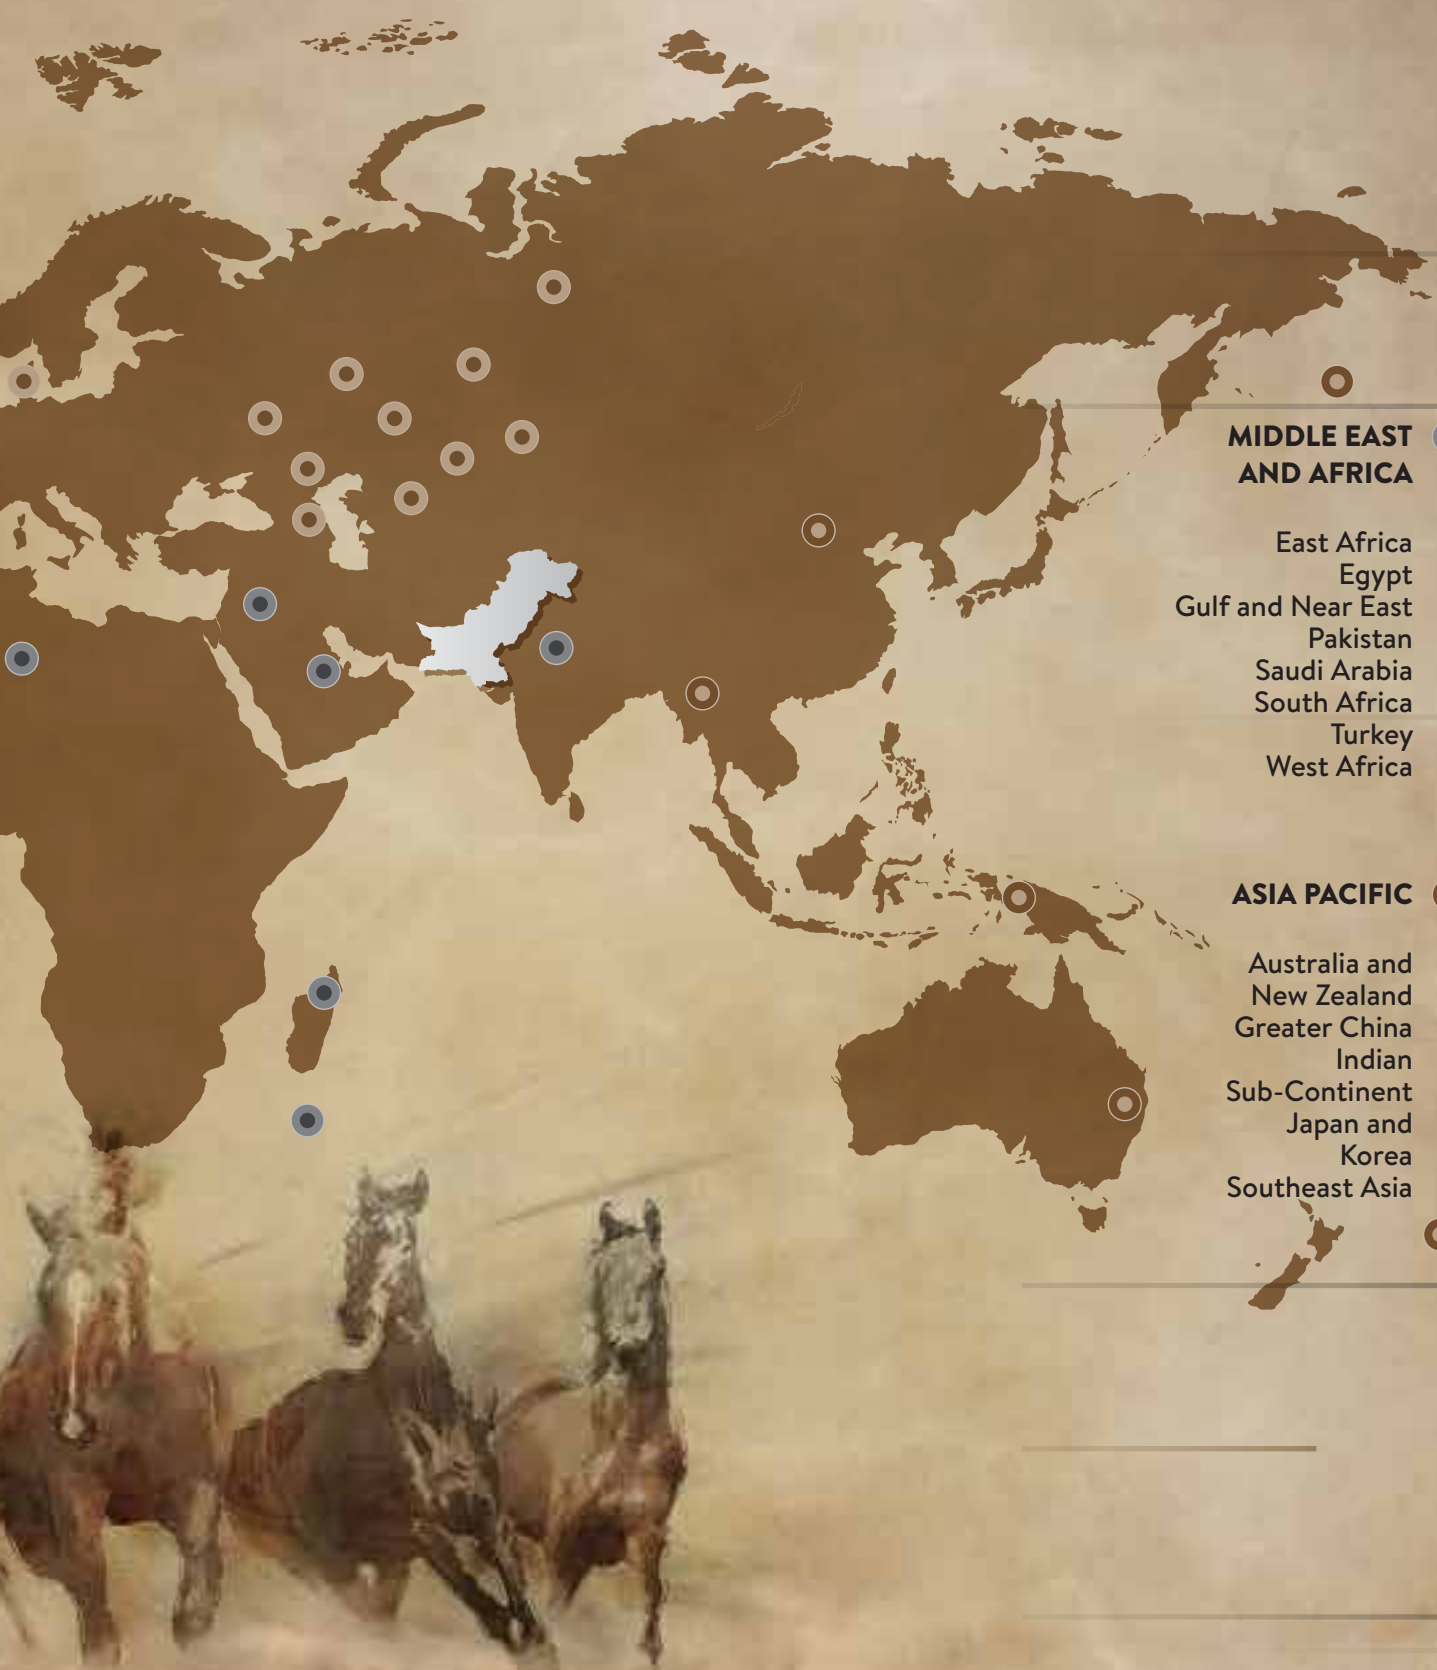 MIDDLE EAST
AND AFRICA
East Africa
Egypt
Gulf and Near East
Pakistan
Saudi Arabia
South Africa
Turkey
West Africa
ASIA PACIFIC
Australia and
New Zealand
Greater China
Indian
Sub-Continent
Japan and
Korea
Southeast Asia